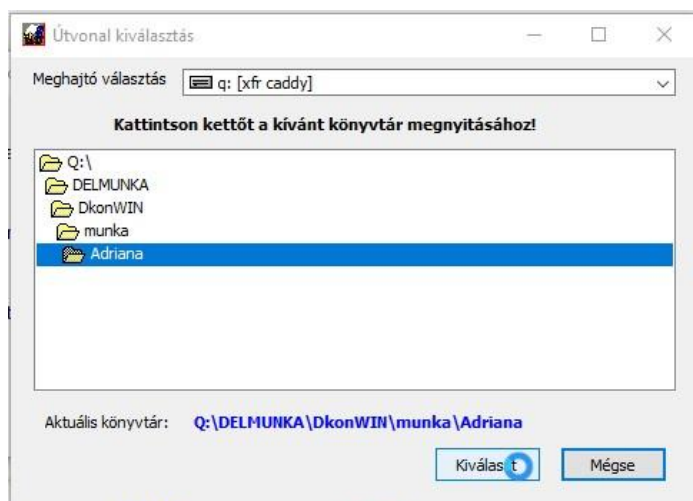 Útvonal kiválasztás
Meghajtó választás q: [xfr caddy]
Kattintson kettőt a kívánt könyvtár megnyitásához!
Q:\
DELMUNKA
DkonWIN
munka
Adriana
Aktuális könyvtár: Q:\DELMUNKA\DkonWIN\munka\Adriana
Kiválaszt Mégse